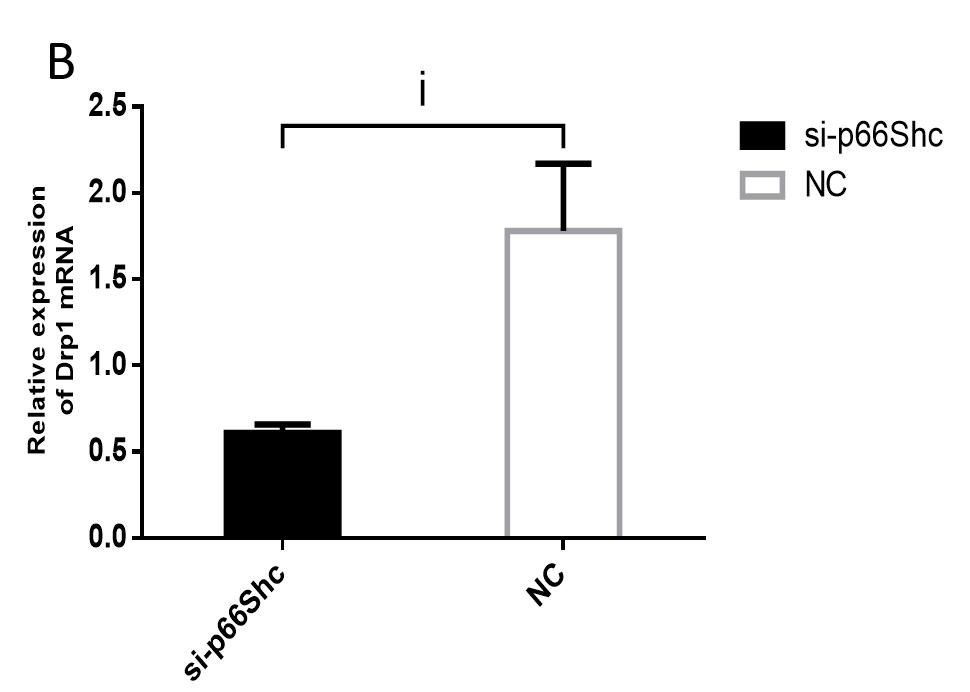 B
i
2.5
2.0
1.5
1.0
0.5
0.0
Relative expression
of Drp1 mRNA
si-p66Shc
NC
si-p66Shc
NC